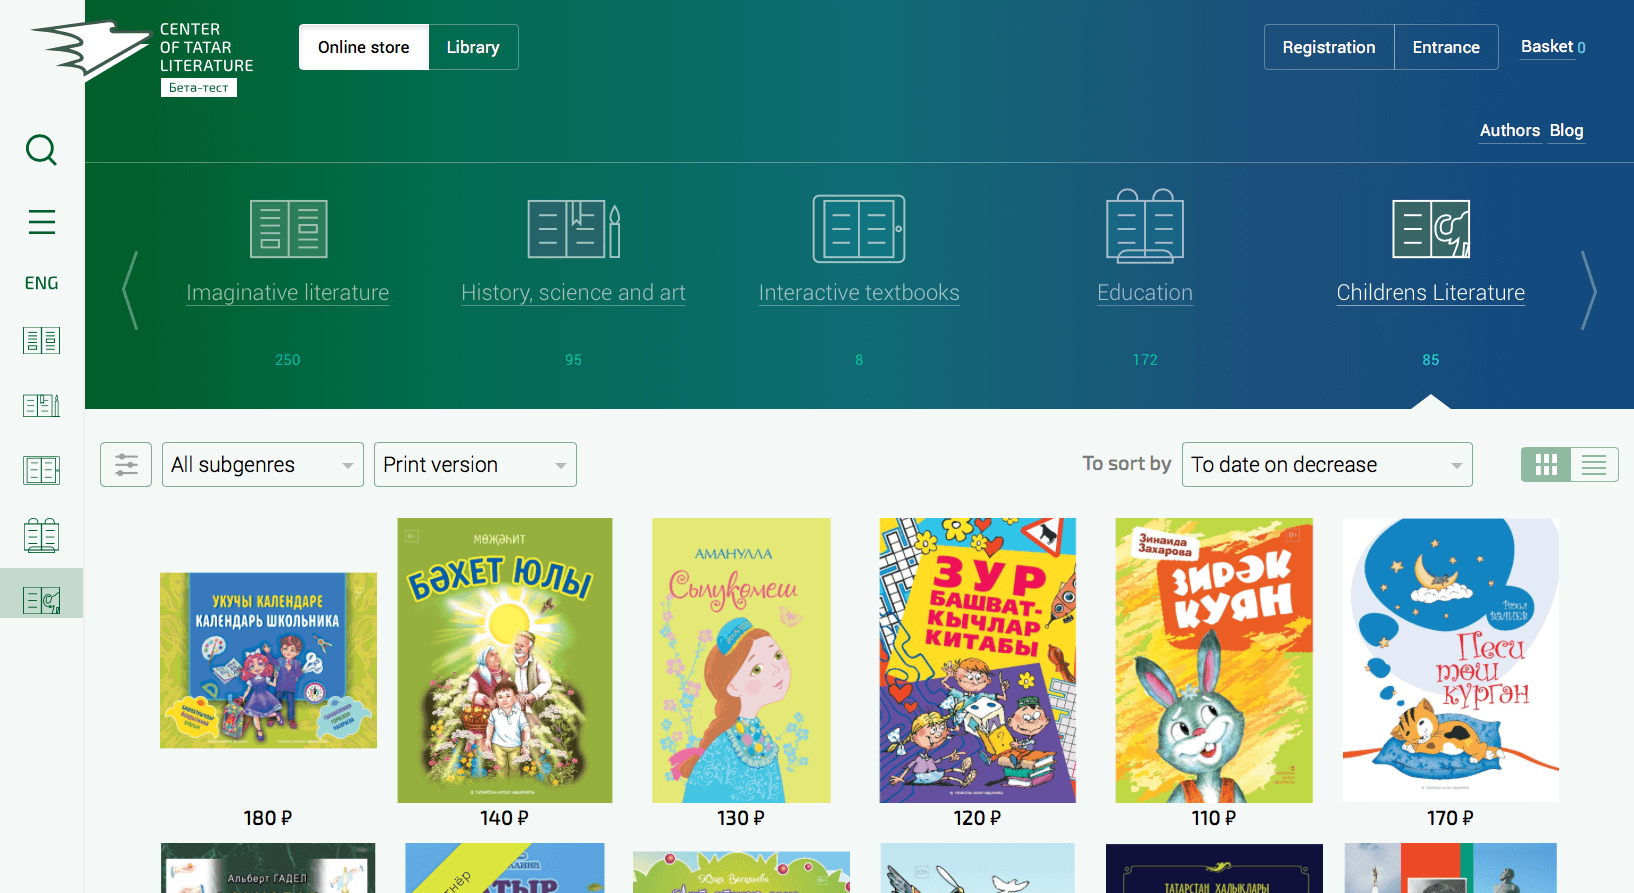 CENTER
OF TATAR
LITERATURE
Бета-тест
Online store
Library
Registration
Entrance
Basket 0
Authors
Blog
ENG
Imaginative literature
History, science and art
Interactive textbooks
Education
Childrens Literature
250
95
8
172
85
All subgenres
Print version
To sort by
To date on decrease
УКУЧЫ КАЛЕНДАРЕ
КАЛЕНДАРЬ ШКОЛЬНИКА
МӨҖӘҺИТ
БӘХЕТ ЮЛЫ
АМАНУЛЛА
Сылукөмеш
ЗУР
БАШВАТ-
КЫЧЛАР
КИТАБЫ
Зинаида
Захарова
ЗИРӘК
КУЯН
Песи
төш
күргән
180 ₽
140 ₽
130 ₽
120 ₽
110 ₽
170 ₽
Альберт ГАДЕЛ
ТАТАРСТАН ХАЛЫКЛАРЫ